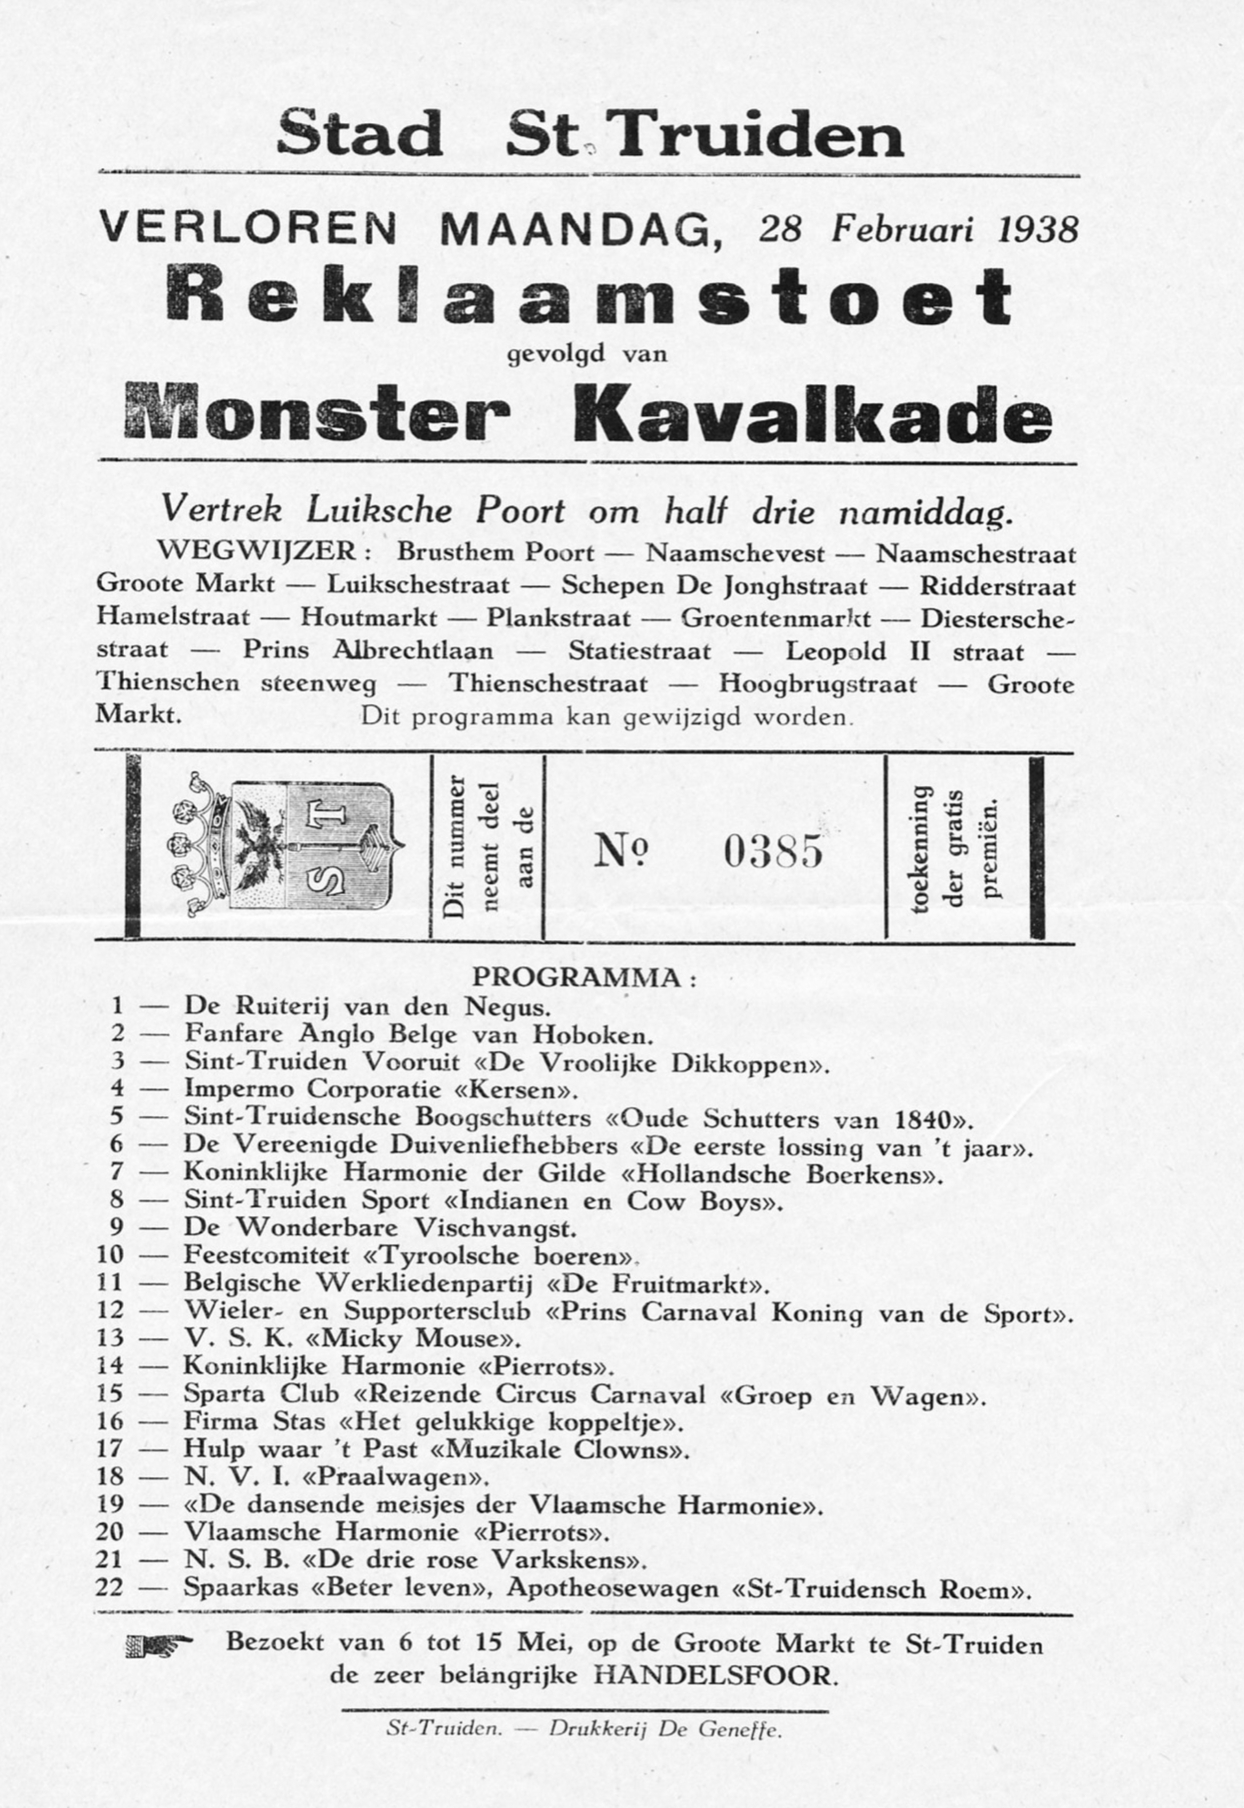 Stad St. Truiden
VERLOREN MAANDAG, 28 Februari 1938
Reklaamstoet
gevolgd van
Monster Kavalkade
Vertrek Luiksche Poort om half drie namiddag.
WEGWIJZER : Brusthem Poort — Naamschevest — Naamschestraat
Groote Markt — Luikschestraat — Schepen De Jonghstraat — Ridderstraat
Hamelstraat — Houtmarkt — Plankstraat — Groentenmarkt — Diestersche-
straat — Prins Albrechtlaan — Statiestraat — Leopold II straat —
Thienschen steenweg — Thienschestraat — Hoogbrugstraat — Groote
Markt. Dit programma kan gewijzigd worden.
S T
Dit nummer
neemt deel
aan de
Nº 0385
toekenning
der gratis
premiën.
PROGRAMMA :
1 — De Ruiterij van den Negus.
2 — Fanfare Anglo Belge van Hoboken.
3 — Sint-Truiden Vooruit «De Vroolijke Dikkoppen».
4 — Impermo Corporatie «Kersen».
5 — Sint-Truidensche Boogschutters «Oude Schutters van 1840».
6 — De Vereenigde Duivenliefhebbers «De eerste lossing van 't jaar».
7 — Koninklijke Harmonie der Gilde «Hollandsche Boerkens».
8 — Sint-Truiden Sport «Indianen en Cow Boys».
9 — De Wonderbare Vischvangst.
10 — Feestcomiteit «Tyroolsche boeren».
11 — Belgische Werkliedenpartij «De Fruitmarkt».
12 — Wieler- en Supportersclub «Prins Carnaval Koning van de Sport».
13 — V. S. K. «Micky Mouse».
14 — Koninklijke Harmonie «Pierrots».
15 — Sparta Club «Reizende Circus Carnaval «Groep en Wagen».
16 — Firma Stas «Het gelukkige koppeltje».
17 — Hulp waar 't Past «Muzikale Clowns».
18 — N. V. I. «Praalwagen».
19 — «De dansende meisjes der Vlaamsche Harmonie».
20 — Vlaamsche Harmonie «Pierrots».
21 — N. S. B. «De drie rose Varkskens».
22 — Spaarkas «Beter leven», Apotheosewagen «St-Truidensch Roem».
Bezoekt van 6 tot 15 Mei, op de Groote Markt te St-Truiden
de zeer belangrijke HANDELSFOOR.
St-Truiden. — Drukkerij De Geneffe.